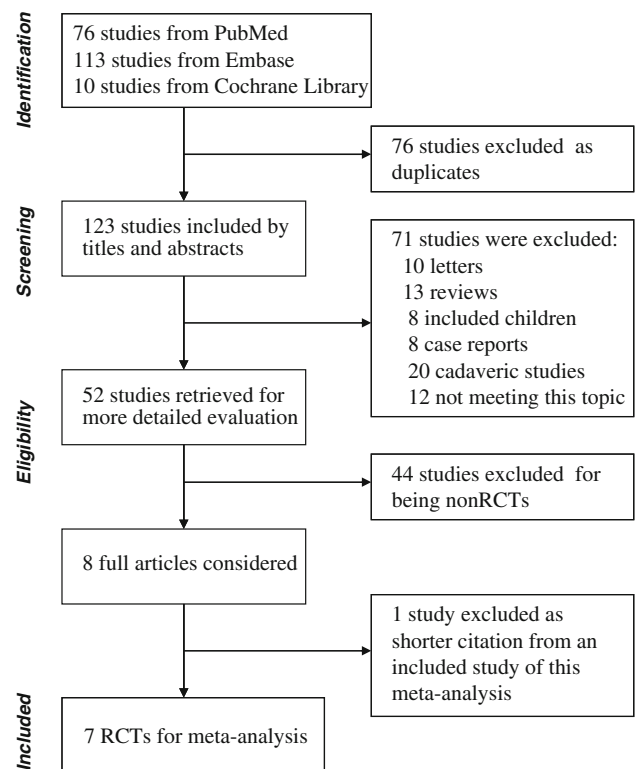 Identification
76 studies from PubMed
113 studies from Embase
10 studies from Cochrane Library
76 studies excluded as
duplicates
Screening
123 studies included by
titles and abstracts
71 studies were excluded:
10 letters
13 reviews
8 included children
8 case reports
20 cadaveric studies
12 not meeting this topic
Eligibility
52 studies retrieved for
more detailed evaluation
44 studies excluded for
being nonRCTs
8 full articles considered
1 study excluded as
shorter citation from an
included study of this
meta-analysis
Included
7 RCTs for meta-analysis